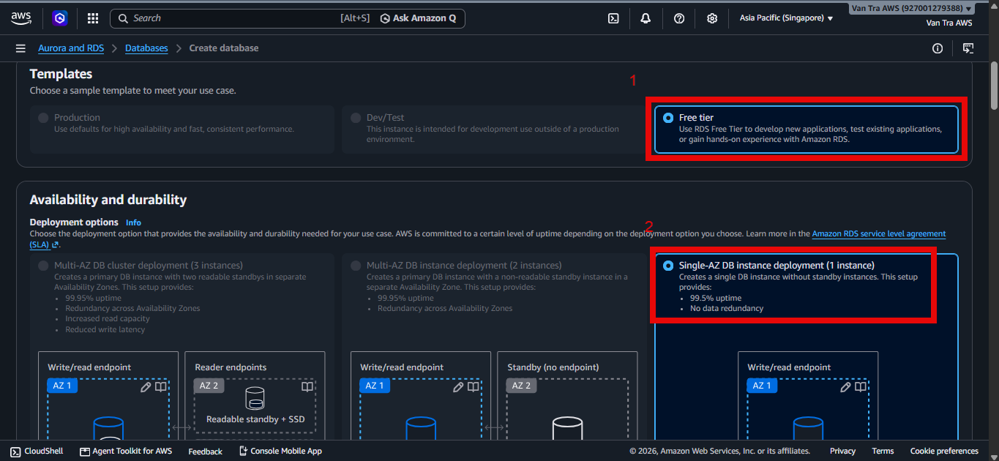 aws
Search [Alt+S] Ask Amazon Q
Asia Pacific (Singapore)
Van Tra AWS (927001279388)
Van Tra AWS
Aurora and RDS > Databases > Create database
Templates
Choose a sample template to meet your use case.
1
Production
Use defaults for high availability and fast, consistent performance.
Dev/Test
This instance is intended for development use outside of a production
environment.
Free tier
Use RDS Free Tier to develop new applications, test existing applications,
or gain hands-on experience with Amazon RDS.
Availability and durability
Deployment options Info
2
Choose the deployment option that provides the availability and durability needed for your use case. AWS is committed to a certain level of uptime depending on the deployment option you choose. Learn more in the Amazon RDS service level agreement
(SLA).
Multi-AZ DB cluster deployment (3 instances)
Creates a primary DB instance with two readable standbys in separate
Availability Zones. This setup provides:
• 99.95% uptime
• Redundancy across Availability Zones
• Increased read capacity
• Reduced write latency
Multi-AZ DB instance deployment (2 instances)
Creates a primary DB instance with a non-readable standby instance in a
separate Availability Zone. This setup provides:
• 99.95% uptime
• Redundancy across Availability Zones
Single-AZ DB instance deployment (1 instance)
Creates a single DB instance without standby instances. This setup
provides:
• 99.5% uptime
• No data redundancy
Write/read endpoint
AZ 1
Reader endpoints
AZ 2
Readable standby + SSD
Write/read endpoint
AZ 1
Standby (no endpoint)
AZ 2
Write/read endpoint
AZ 1
CloudShell Agent Toolkit for AWS Feedback Console Mobile App © 2026, Amazon Web Services, Inc. or its affiliates. Privacy Terms Cookie preferences